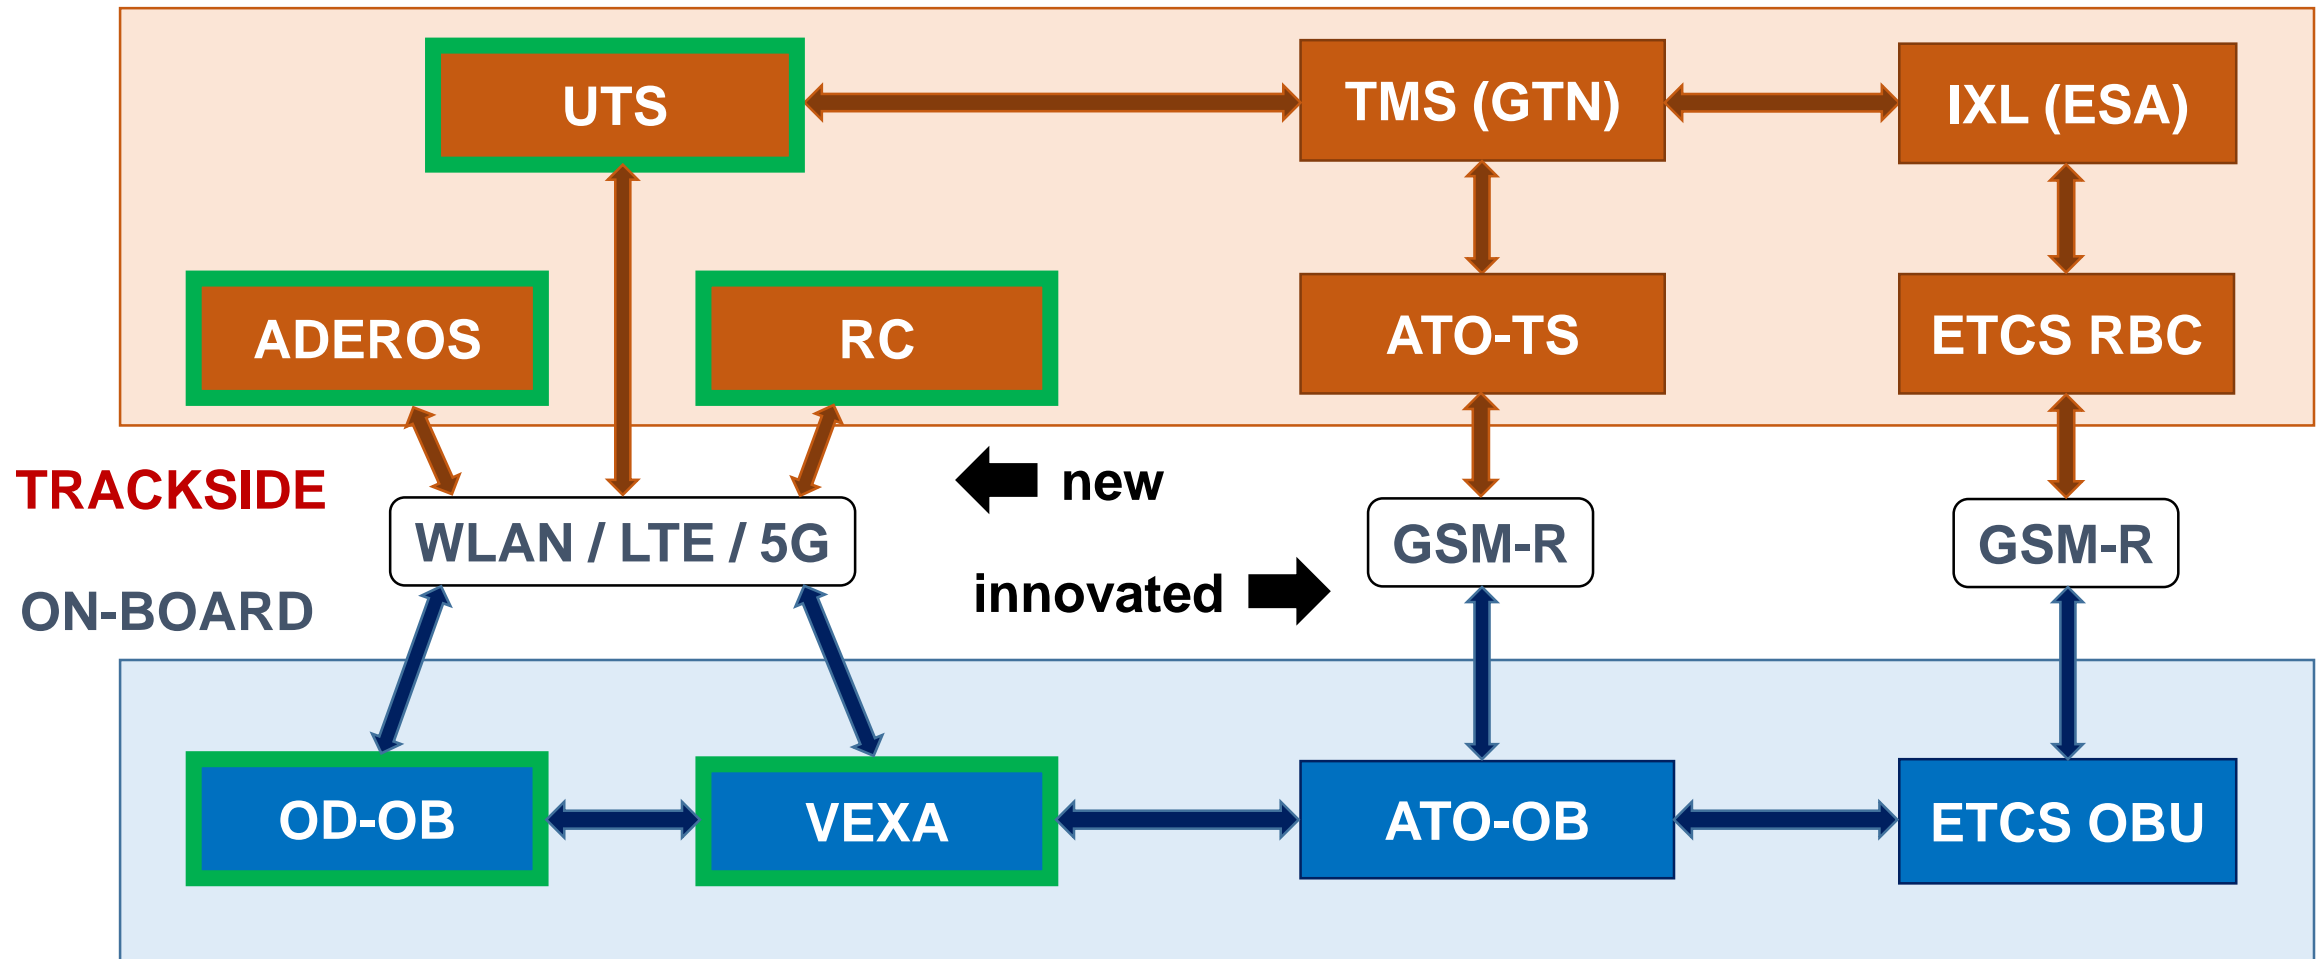 UTS
TMS (GTN)
IXL (ESA)
ADEROS
RC
ATO-TS
ETCS RBC
TRACKSIDE
new
WLAN / LTE / 5G
GSM-R
GSM-R
innovated
ON-BOARD
OD-OB
VEXA
ATO-OB
ETCS OBU